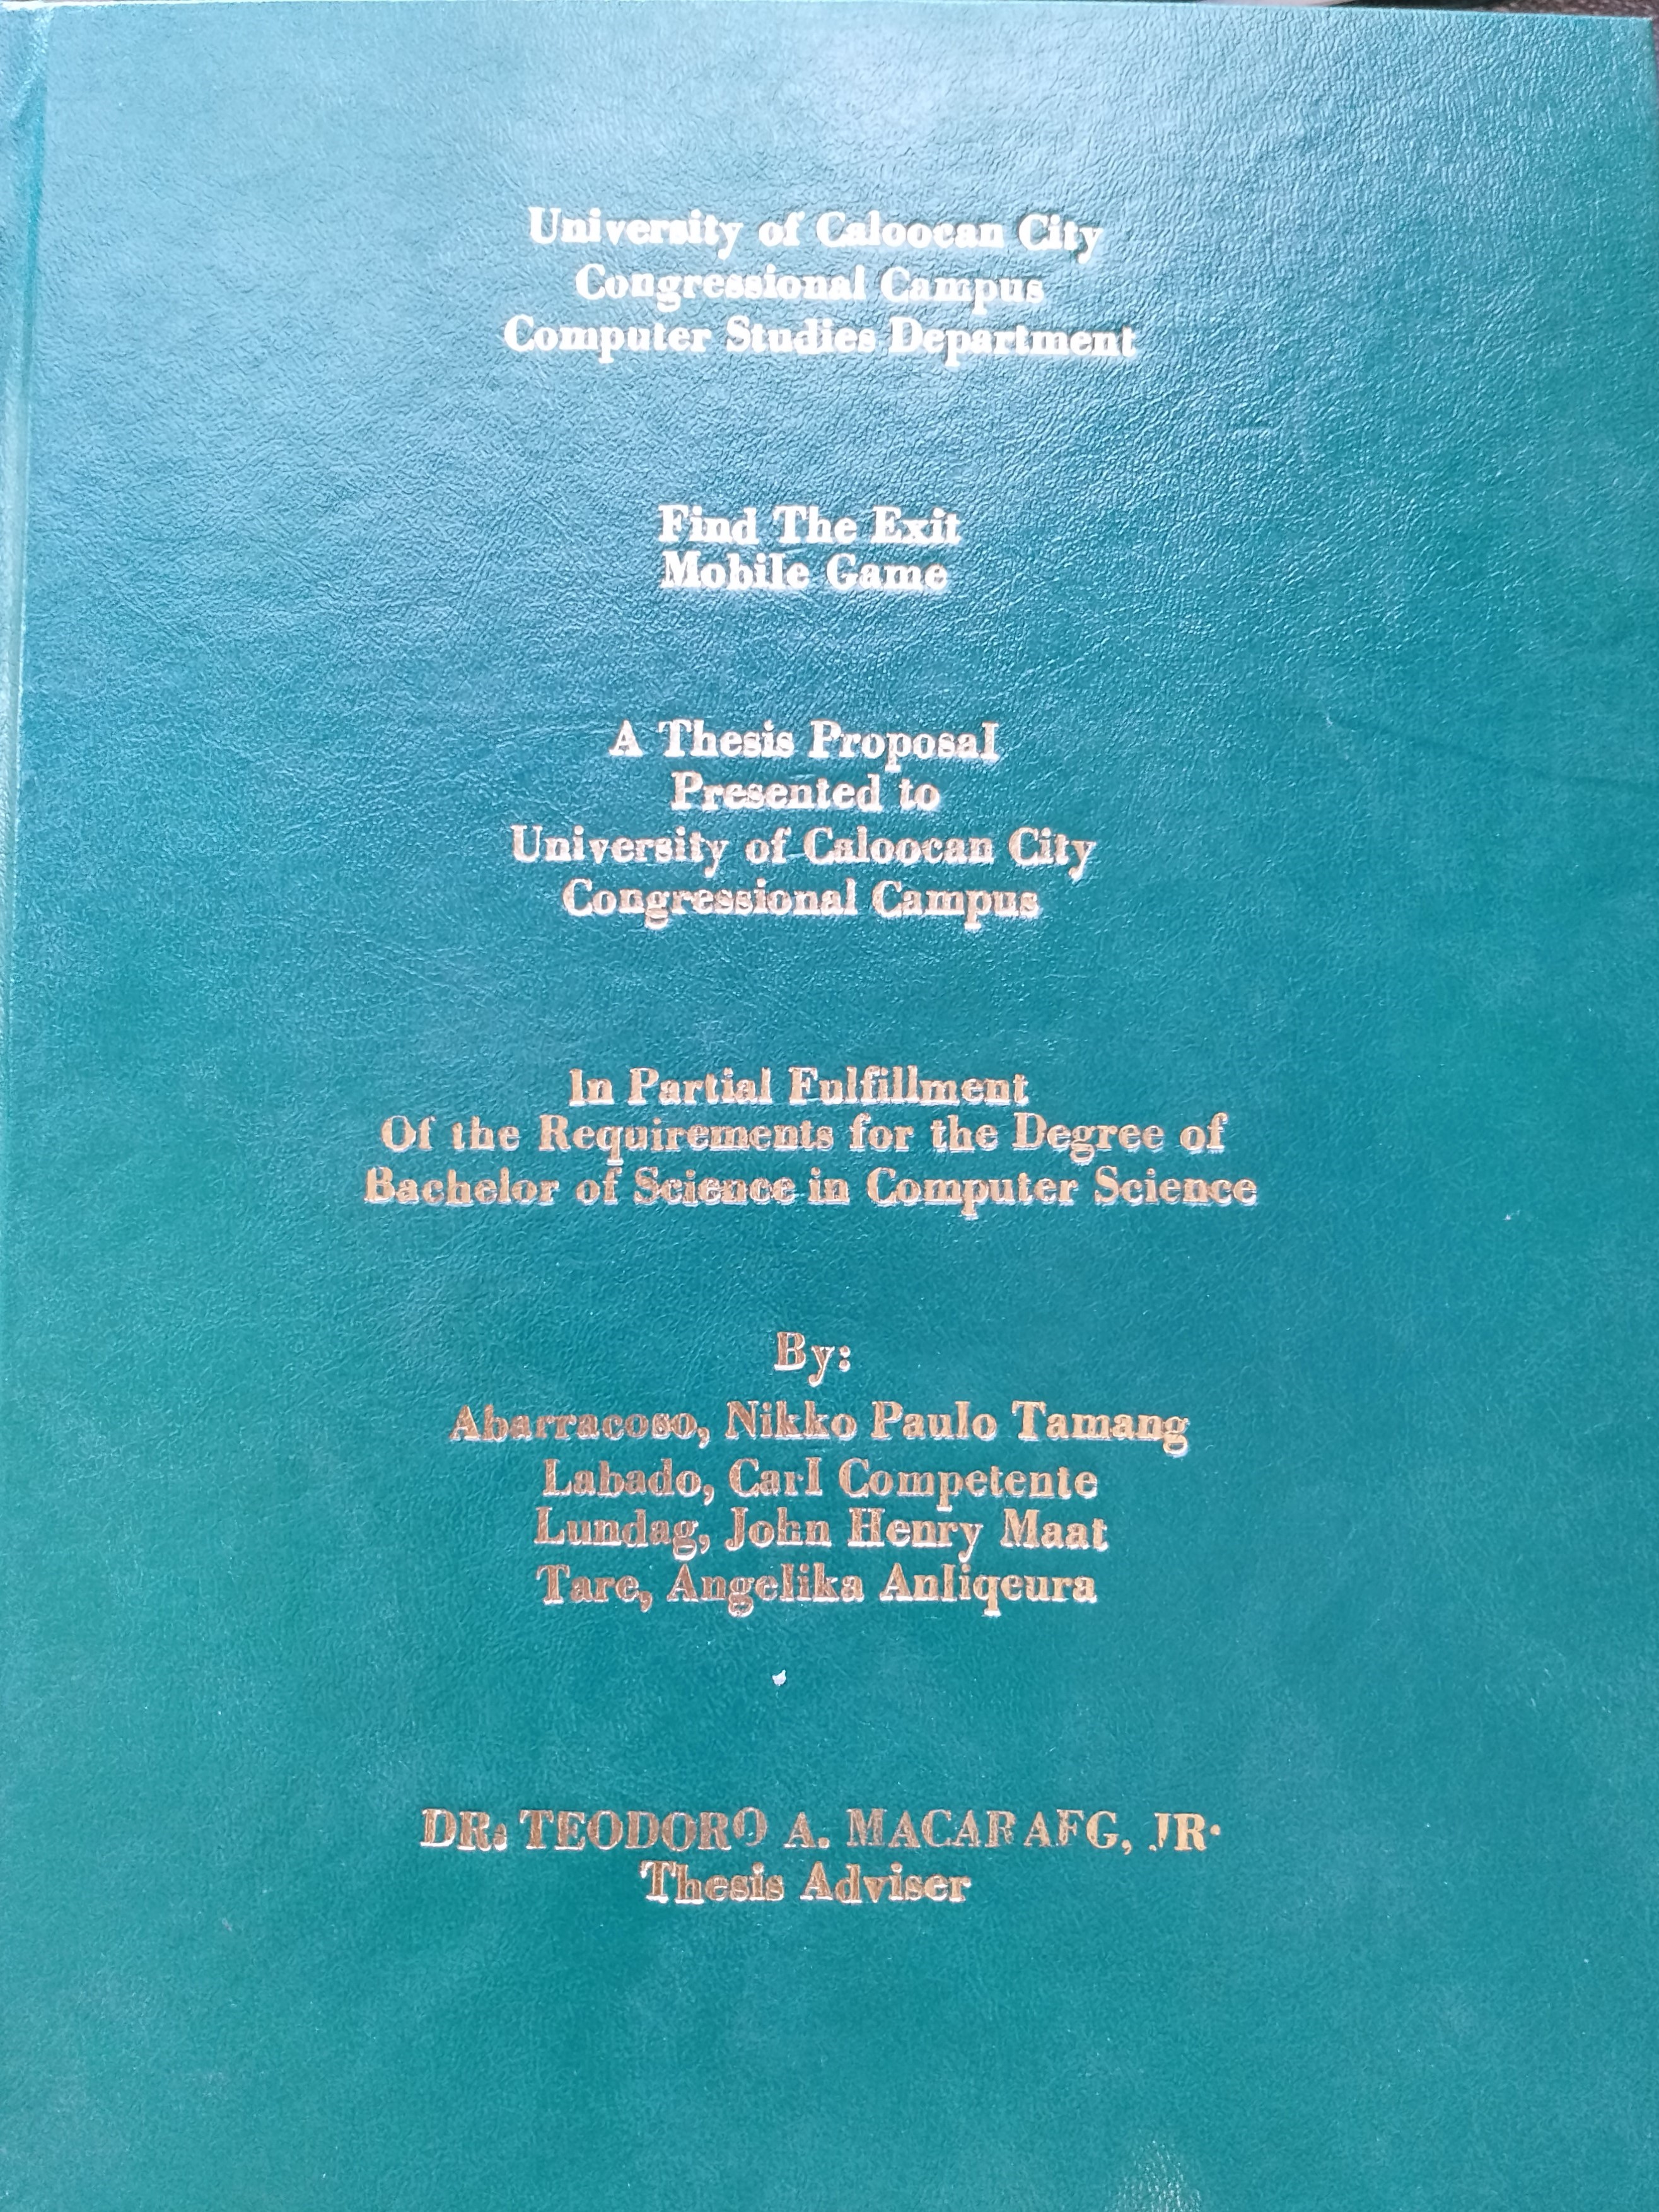 University of Caloocan City
Congressional Campus
Computer Studies Department
Find The Exit
Mobile Game
A Thesis Proposal
Presented to
University of Caloocan City
Congressional Campus
In Partial Fulfillment
Of the Requirements for the Degree of
Bachelor of Science in Computer Science
By:
Abarracoso, Nikko Paulo Tamang
Labado, Carl Competente
Lundag, John Henry Maat
Tare, Angelika Anliqeura
DR. TEODORO A. MACARAEG, JR.
Thesis Adviser